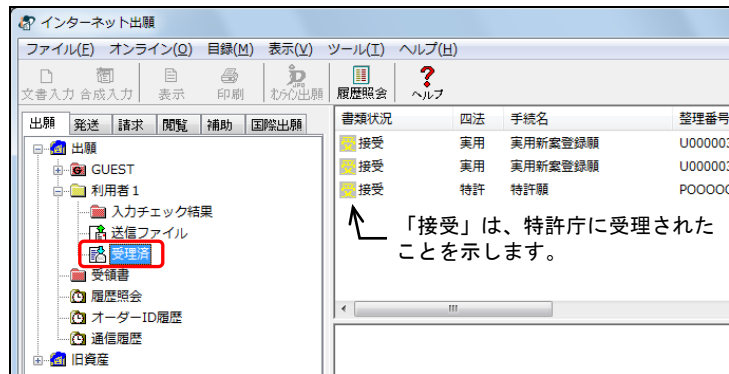 インターネット出願
ファイル(F) オンライン(O) 目録(M) 表示(V) ツール(T) ヘルプ(H)
文書入力 合成入力 表示 印刷 オンライン出願 履歴照会 ヘルプ
出願 発送 請求 閲覧 補助 国際出願
出願
GUEST
利用者1
入力チェック結果
送信ファイル
受理済
受領書
履歴照会
オーダーID履歴
通信履歴
旧資産
書類状況 四法 手続名 整理番号
接受 実用 実用新案登録願 U000003
接受 実用 実用新案登録願 U000003
接受 特許 特許願
「接受」は、特許庁に受理された
ことを示します。